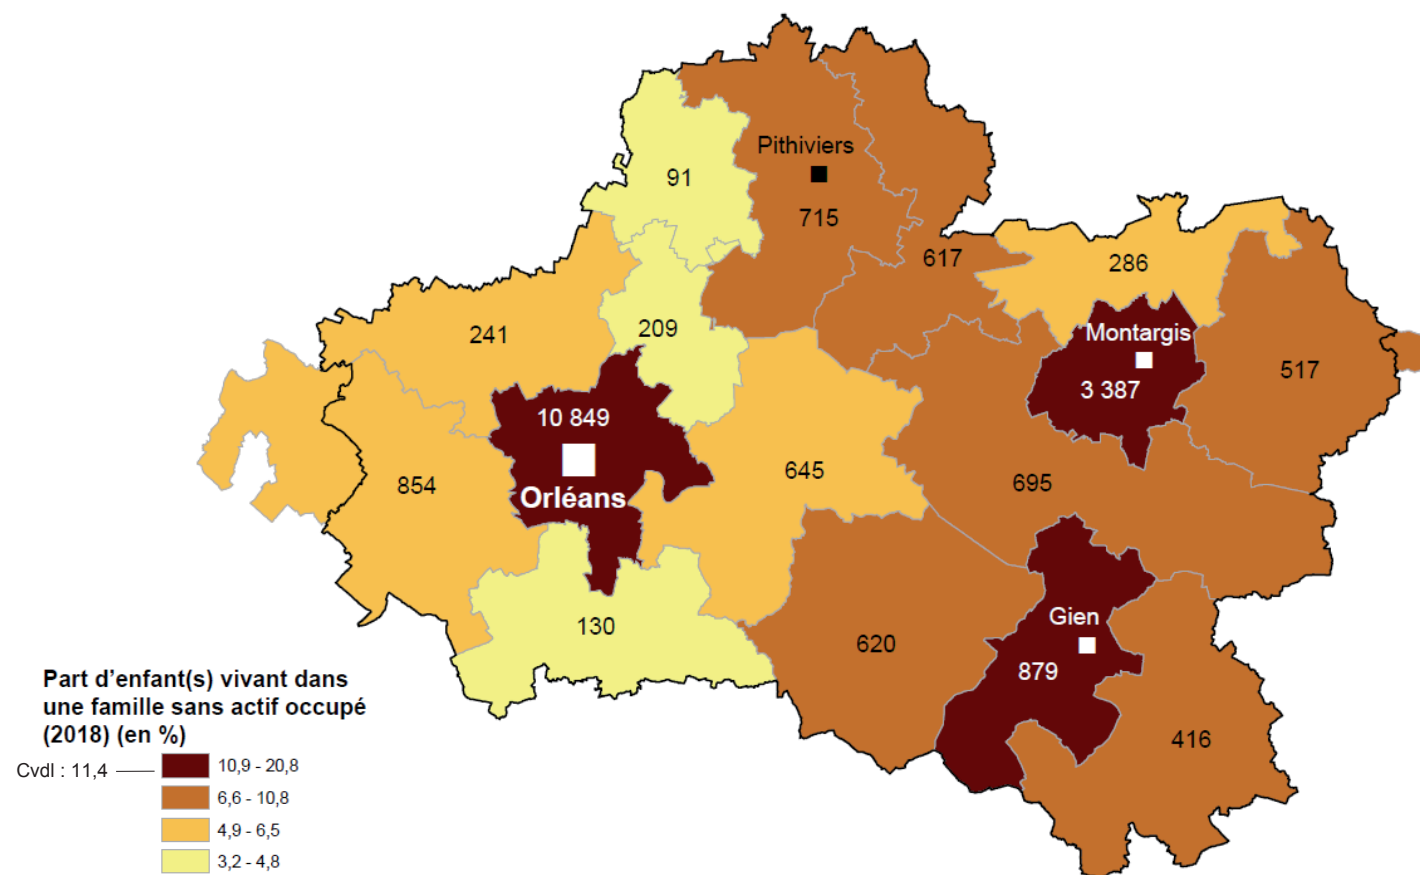 Pithiviers
91
715
617
286
241
209
Montargis
3 387
517
10 849
Orléans
854
645
695
130
620
Gien
879
416
Part d’enfant(s) vivant dans
une famille sans actif occupé
(2018) (en %)
Cvdl : 11,4
10,9 - 20,8
6,6 - 10,8
4,9 - 6,5
3,2 - 4,8